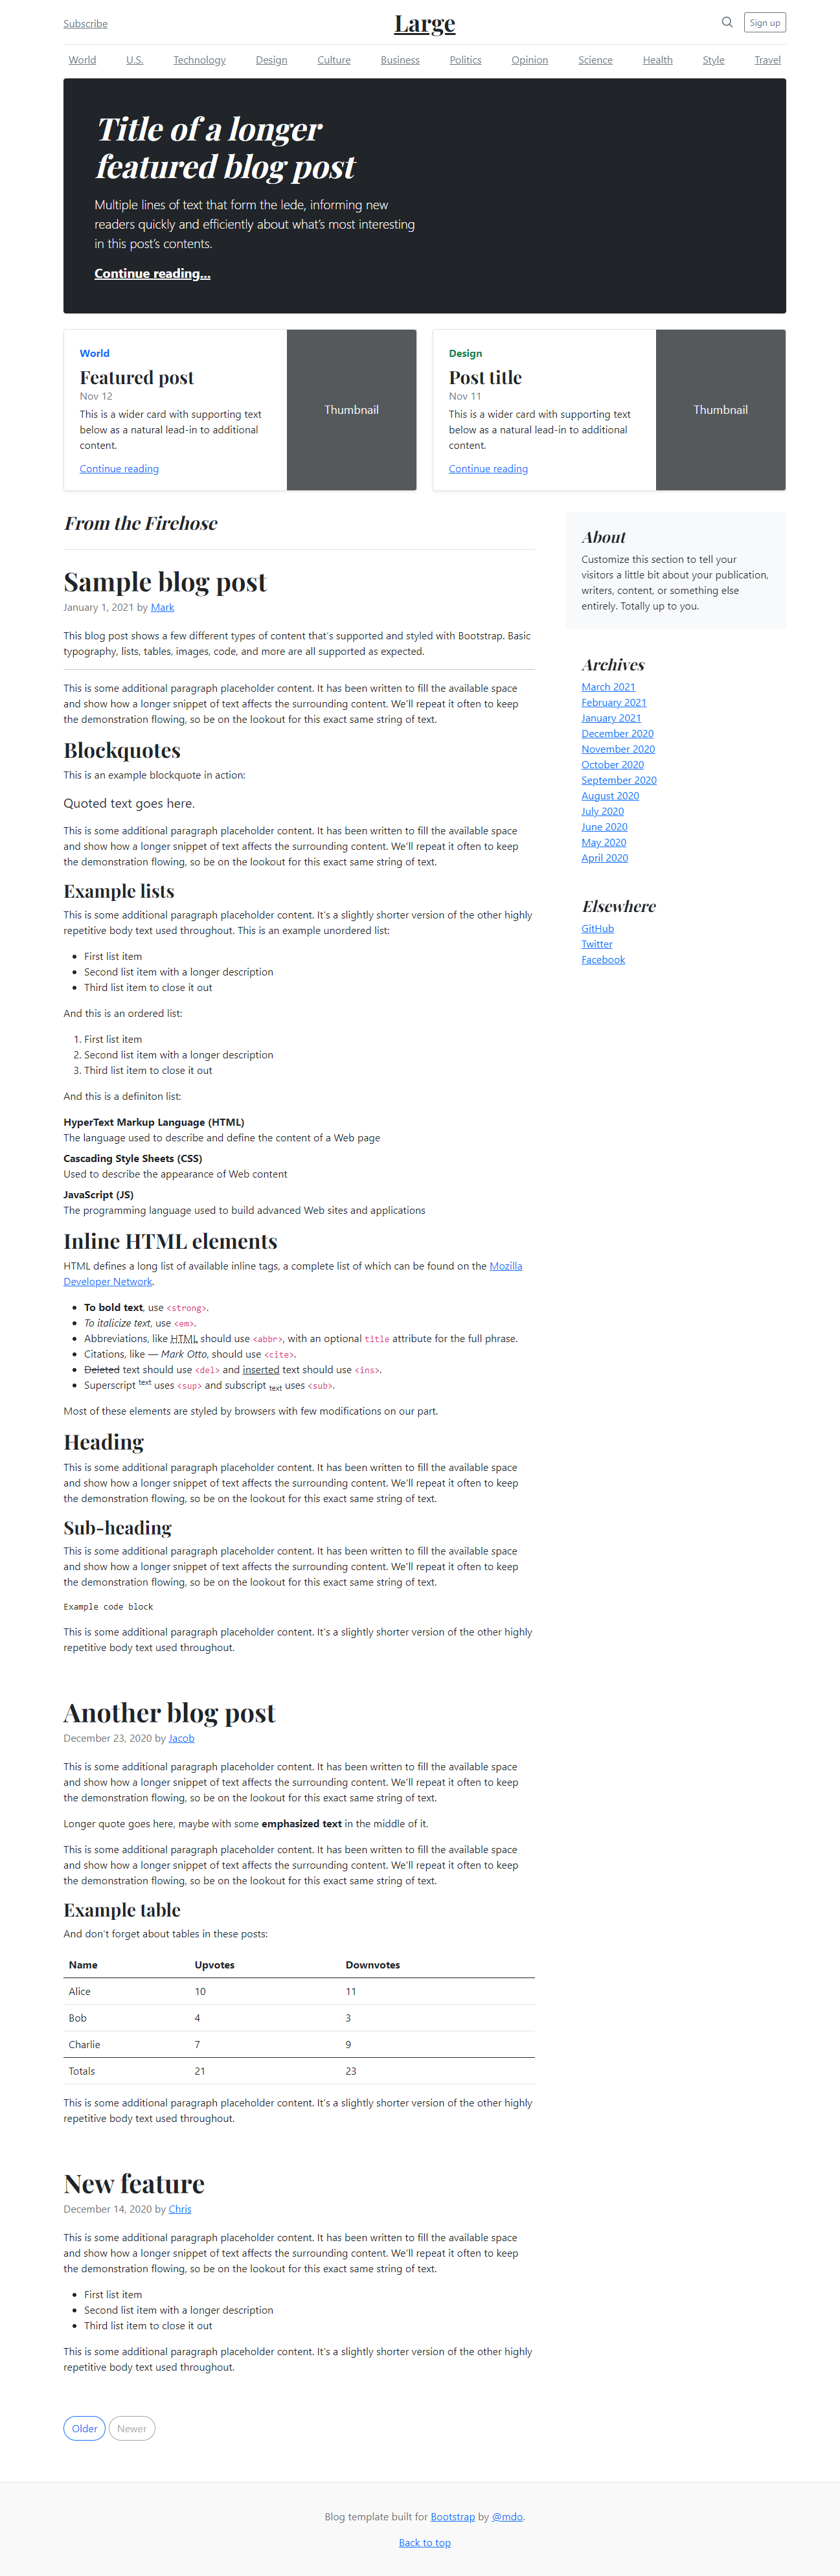 Subscribe
Large
Sign up
World U.S. Technology Design Culture Business Politics Opinion Science Health Style Travel
Title of a longer
featured blog post
Multiple lines of text that form the lede, informing new
readers quickly and efficiently about what's most interesting
in this post's contents.
Continue reading...
World
Featured post
Nov 12
This is a wider card with supporting text
below as a natural lead-in to additional
content.
Continue reading
Thumbnail
Design
Post title
Nov 11
This is a wider card with supporting text
below as a natural lead-in to additional
content.
Continue reading
Thumbnail
From the Firehose
Sample blog post
January 1, 2021 by Mark
This blog post shows a few different types of content that's supported and styled with Bootstrap. Basic
typography, lists, tables, images, code, and more are all supported as expected.
This is some additional paragraph placeholder content. It has been written to fill the available space
and show how a longer snippet of text affects the surrounding content. We'll repeat it often to keep
the demonstration flowing, so be on the lookout for this exact same string of text.
Blockquotes
This is an example blockquote in action:
Quoted text goes here.
This is some additional paragraph placeholder content. It has been written to fill the available space
and show how a longer snippet of text affects the surrounding content. We'll repeat it often to keep
the demonstration flowing, so be on the lookout for this exact same string of text.
Example lists
This is some additional paragraph placeholder content. It's a slightly shorter version of the other highly
repetitive body text used throughout. This is an example unordered list:
• First list item
• Second list item with a longer description
• Third list item to close it out
And this is an ordered list:
1. First list item
2. Second list item with a longer description
3. Third list item to close it out
And this is a definiton list:
HyperText Markup Language (HTML)
The language used to describe and define the content of a Web page
Cascading Style Sheets (CSS)
Used to describe the appearance of Web content
JavaScript (JS)
The programming language used to build advanced Web sites and applications
Inline HTML elements
HTML defines a long list of available inline tags, a complete list of which can be found on the Mozilla
Developer Network.
• To bold text, use <strong>.
• To italicize text, use <em>.
• Abbreviations, like HTML should use <abbr>, with an optional title attribute for the full phrase.
• Citations, like — Mark Otto, should use <cite>.
• Deleted text should use <del> and inserted text should use <ins>.
• Superscript text uses <sup> and subscript text uses <sub>.
Most of these elements are styled by browsers with few modifications on our part.
Heading
This is some additional paragraph placeholder content. It has been written to fill the available space
and show how a longer snippet of text affects the surrounding content. We'll repeat it often to keep
the demonstration flowing, so be on the lookout for this exact same string of text.
Sub-heading
This is some additional paragraph placeholder content. It has been written to fill the available space
and show how a longer snippet of text affects the surrounding content. We'll repeat it often to keep
the demonstration flowing, so be on the lookout for this exact same string of text.
Example code block
This is some additional paragraph placeholder content. It's a slightly shorter version of the other highly
repetitive body text used throughout.
Another blog post
December 23, 2020 by Jacob
This is some additional paragraph placeholder content. It has been written to fill the available space
and show how a longer snippet of text affects the surrounding content. We'll repeat it often to keep
the demonstration flowing, so be on the lookout for this exact same string of text.
Longer quote goes here, maybe with some emphasized text in the middle of it.
This is some additional paragraph placeholder content. It has been written to fill the available space
and show how a longer snippet of text affects the surrounding content. We'll repeat it often to keep
the demonstration flowing, so be on the lookout for this exact same string of text.
Example table
And don't forget about tables in these posts:
Name Upvotes Downvotes
Alice 10 11
Bob 4 3
Charlie 7 9
Totals 21 23
This is some additional paragraph placeholder content. It's a slightly shorter version of the other highly
repetitive body text used throughout.
New feature
December 14, 2020 by Chris
This is some additional paragraph placeholder content. It has been written to fill the available space
and show how a longer snippet of text affects the surrounding content. We'll repeat it often to keep
the demonstration flowing, so be on the lookout for this exact same string of text.
• First list item
• Second list item with a longer description
• Third list item to close it out
This is some additional paragraph placeholder content. It's a slightly shorter version of the other highly
repetitive body text used throughout.
Older Newer
About
Customize this section to tell your
visitors a little bit about your publication,
writers, content, or something else
entirely. Totally up to you.
Archives
March 2021
February 2021
January 2021
December 2020
November 2020
October 2020
September 2020
August 2020
July 2020
June 2020
May 2020
April 2020
Elsewhere
GitHub
Twitter
Facebook
Blog template built for Bootstrap by @mdo.
Back to top